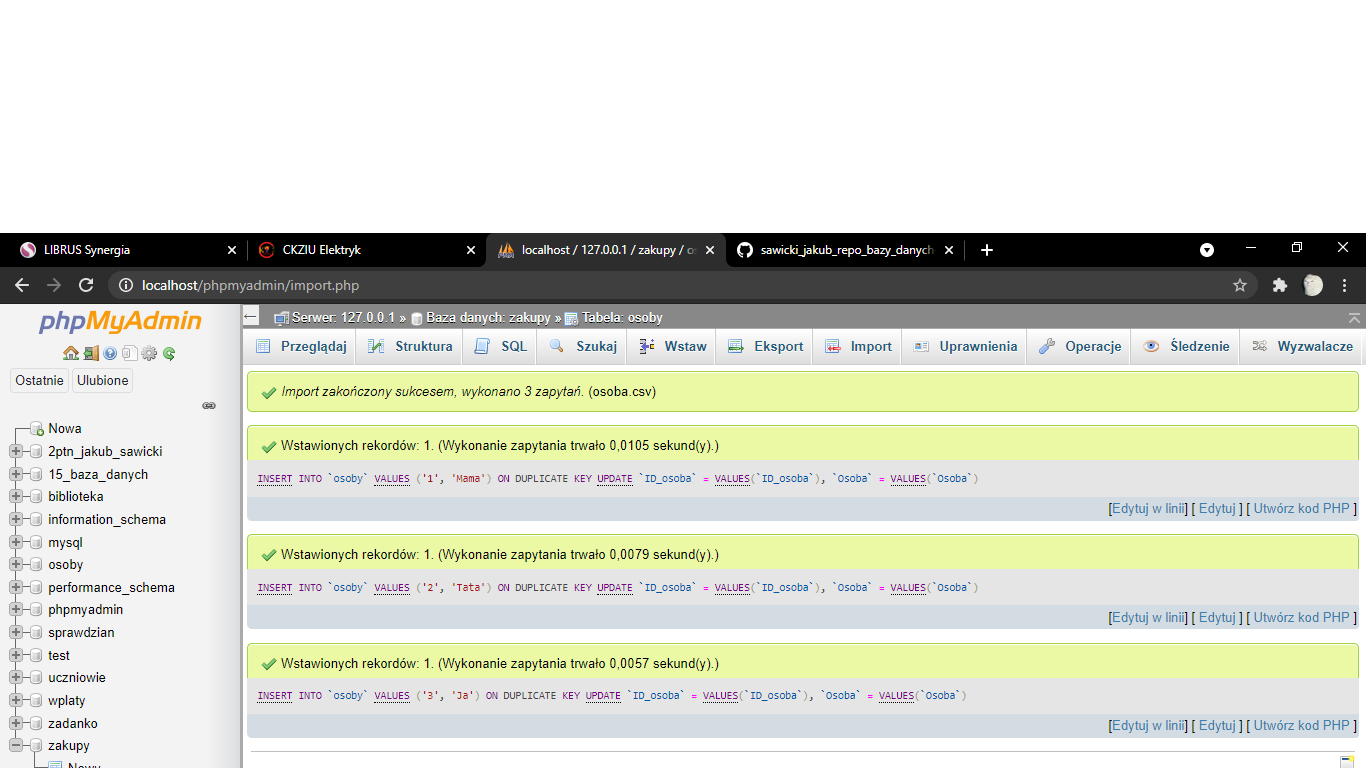 LIBRUS Synergia
CKZIU Elektryk
localhost / 127.0.0.1 / zakupy / os
sawicki_jakub_repo_bazy_danych
localhost/phpmyadmin/import.php
phpMyAdmin
Ostatnie Ulubione
Nowa
2ptn_jakub_sawicki
15_baza_danych
biblioteka
information_schema
mysql
osoby
performance_schema
phpmyadmin
sprawdzian
test
uczniowie
wplaty
zadanko
zakupy
Nowy
Serwer: 127.0.0.1 » Baza danych: zakupy » Tabela: osoby
Przeglądaj Struktura SQL Szukaj Wstaw Eksport Import Uprawnienia Operacje Śledzenie Wyzwalacze
Import zakończony sukcesem, wykonano 3 zapytań. (osoba.csv)
Wstawionych rekordów: 1. (Wykonanie zapytania trwało 0,0105 sekund(y).)
INSERT INTO `osoby` VALUES ('1', 'Mama') ON DUPLICATE KEY UPDATE `ID_osoba` = VALUES(`ID_osoba`), `Osoba` = VALUES(`Osoba`)
[Edytuj w linii] [ Edytuj ] [ Utwórz kod PHP ]
Wstawionych rekordów: 1. (Wykonanie zapytania trwało 0,0079 sekund(y).)
INSERT INTO `osoby` VALUES ('2', 'Tata') ON DUPLICATE KEY UPDATE `ID_osoba` = VALUES(`ID_osoba`), `Osoba` = VALUES(`Osoba`)
[Edytuj w linii] [ Edytuj ] [ Utwórz kod PHP ]
Wstawionych rekordów: 1. (Wykonanie zapytania trwało 0,0057 sekund(y).)
INSERT INTO `osoby` VALUES ('3', 'Ja') ON DUPLICATE KEY UPDATE `ID_osoba` = VALUES(`ID_osoba`), `Osoba` = VALUES(`Osoba`)
[Edytuj w linii] [ Edytuj ] [ Utwórz kod PHP ]